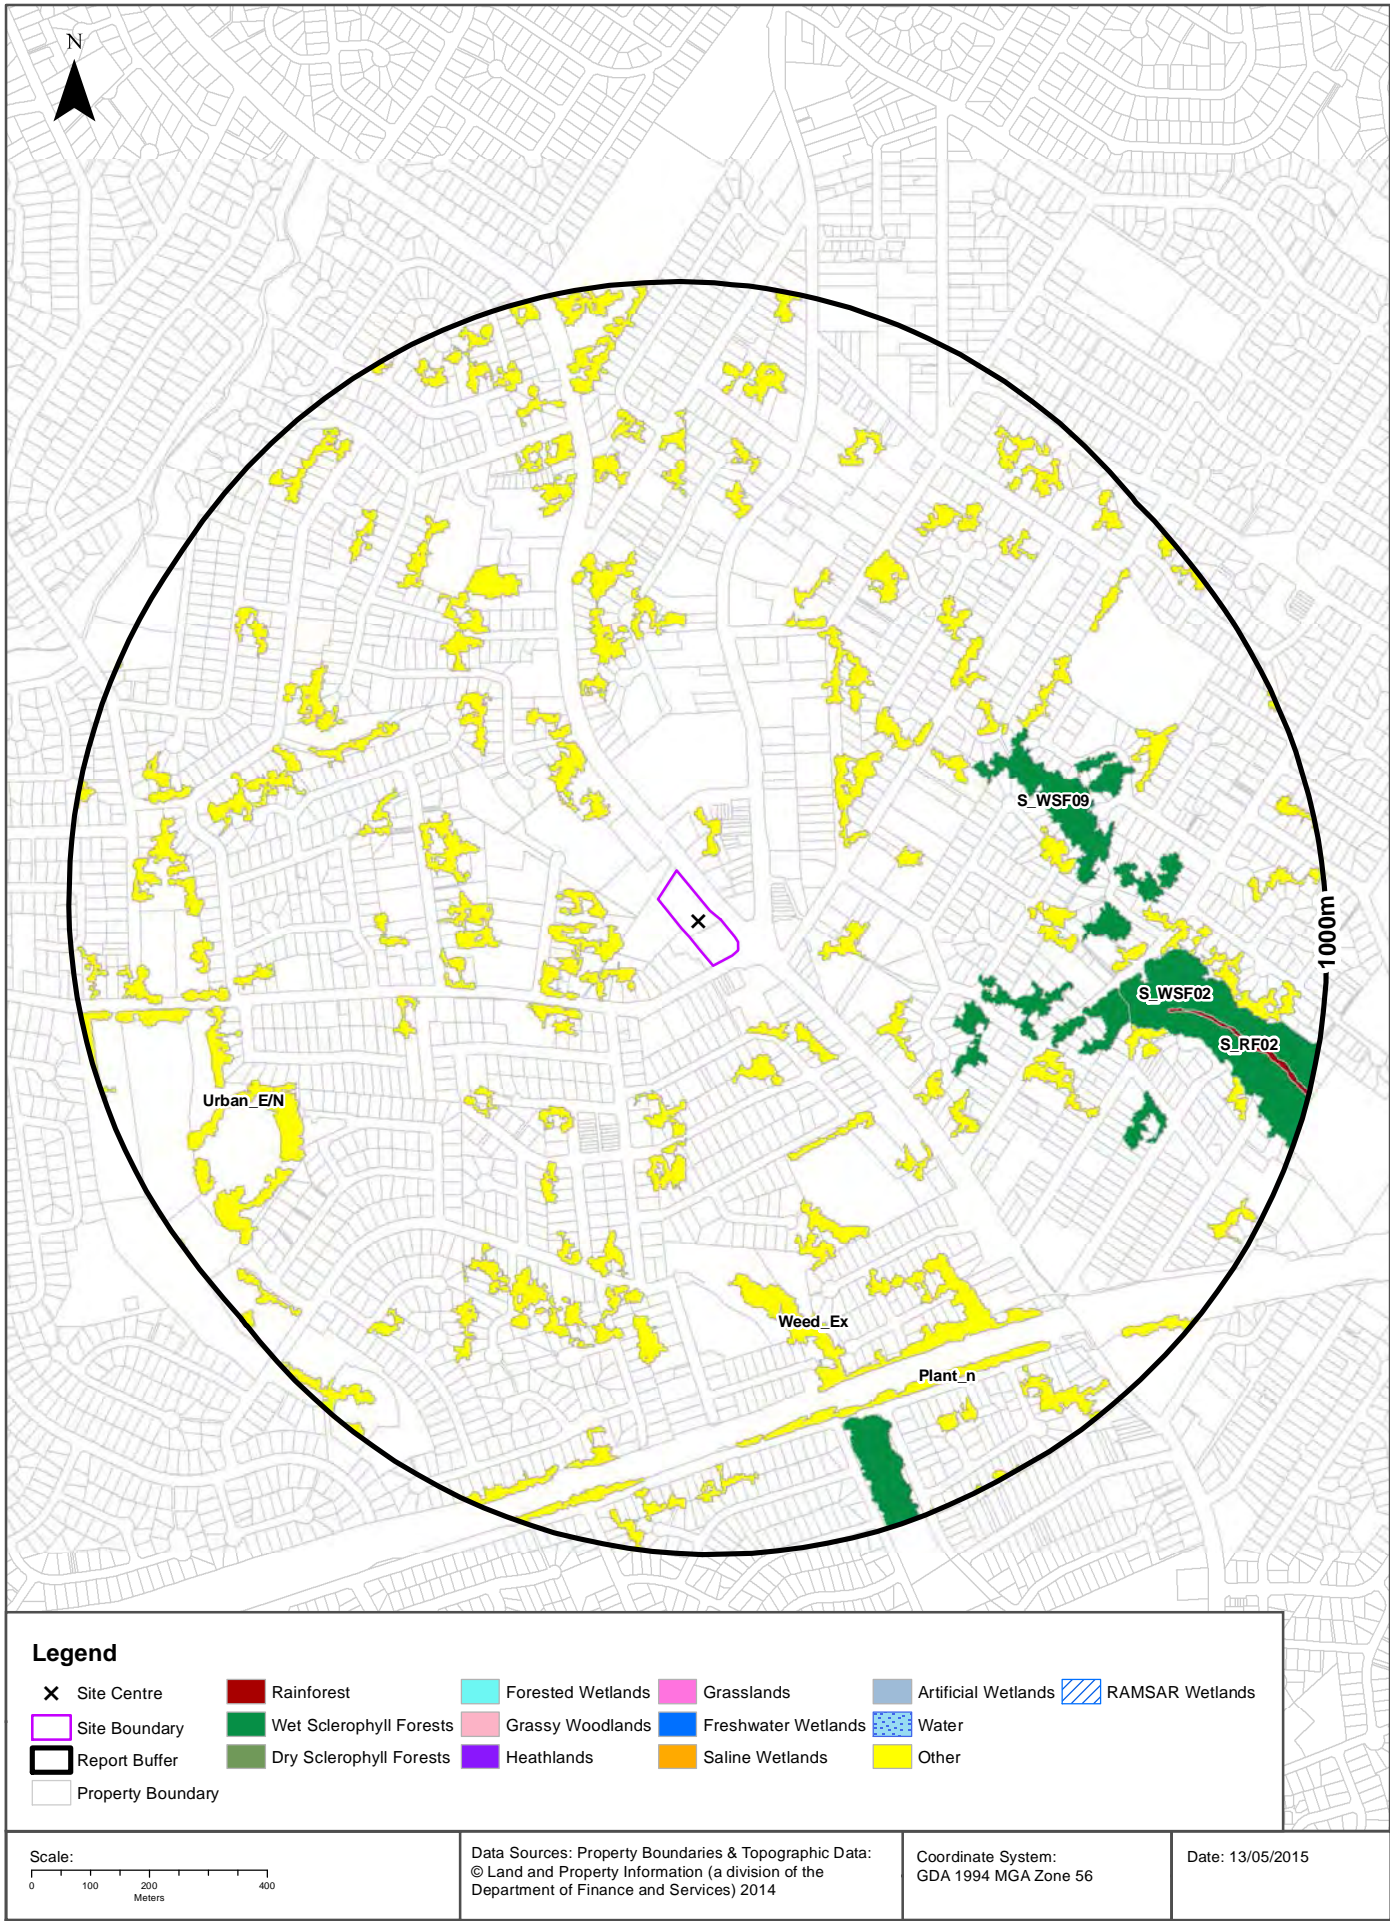 N
S_WSF09
1000m
S_WSF02
S_RF02
Urban_E/N
Weed_Ex
Plant_n
Legend
Site Centre
Site Boundary
Report Buffer
Property Boundary
Rainforest
Wet Sclerophyll Forests
Dry Sclerophyll Forests
Forested Wetlands
Grassy Woodlands
Heathlands
Grasslands
Freshwater Wetlands
Saline Wetlands
Artificial Wetlands
Water
Other
RAMSAR Wetlands
Scale:
0 100 200 400
Meters
Data Sources: Property Boundaries & Topographic Data:
© Land and Property Information (a division of the
Department of Finance and Services) 2014
Coordinate System:
GDA 1994 MGA Zone 56
Date: 13/05/2015